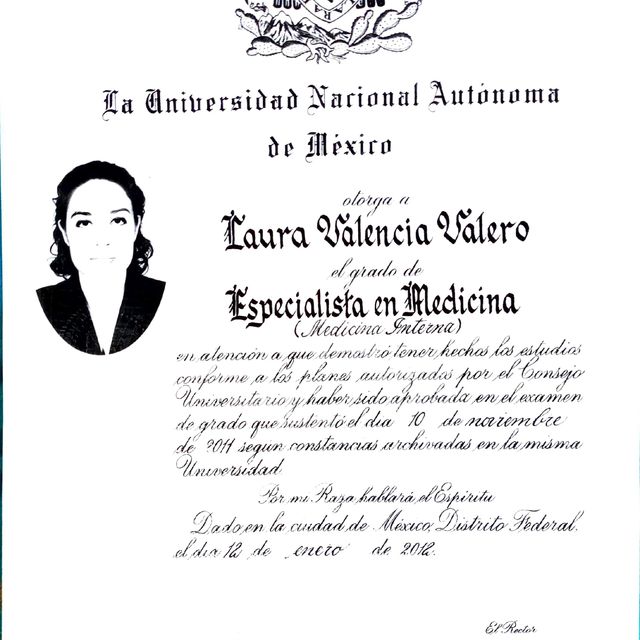 La Universidad Nacional Autónoma
de México
otorga a
Laura Valencia Valero
el grado de
Especialista en Medicina
(Medicina Interna)
en atención a que demostró tener hechos los estudios
conforme a los planes autorizados por el Consejo
Universitario y haber sido aprobada en el examen
de grado que sustentó el día 10 de noviembre
de 2011 según constancias archivadas en la misma
Universidad
Por mi Raza hablará el Espíritu
Dado en la ciudad de México, Distrito Federal,
el día 12 de enero de 2012.
El Rector